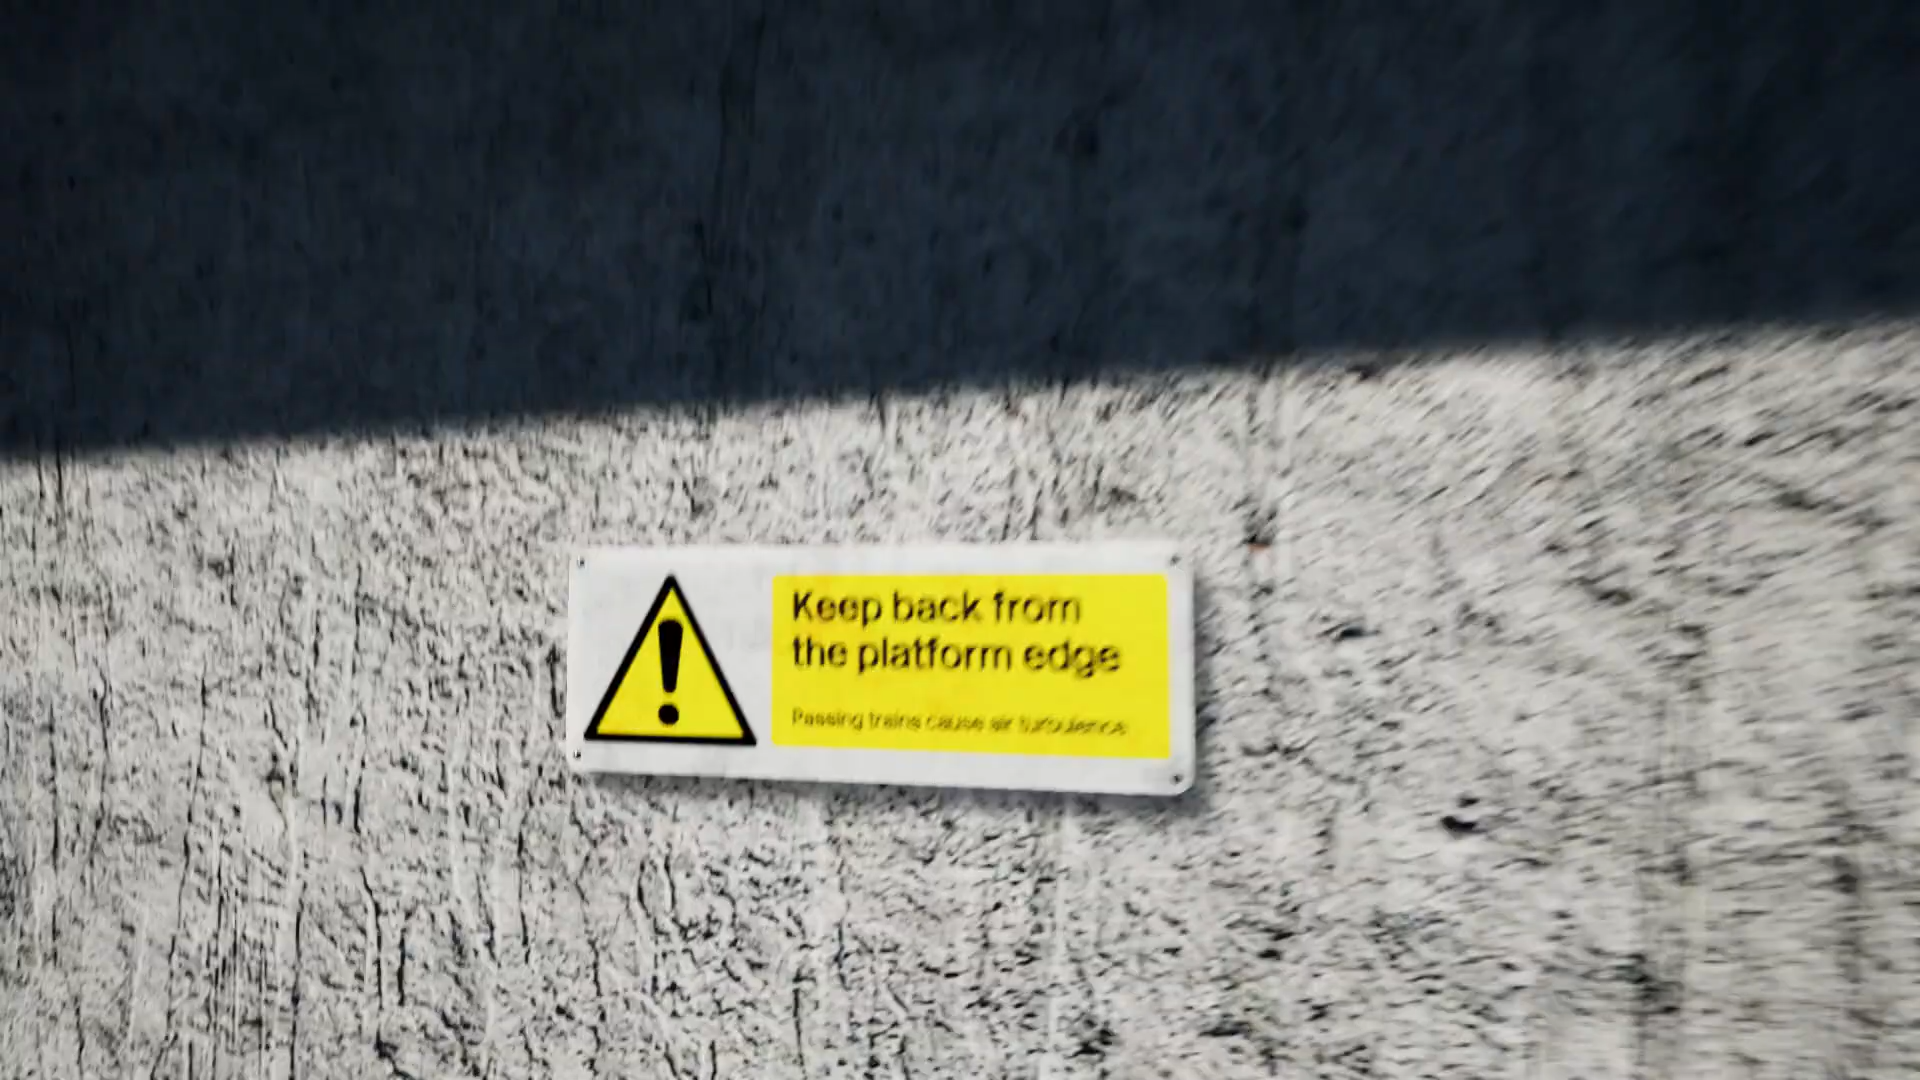 Keep back from
the platform edge
Passing trains cause air turbulence